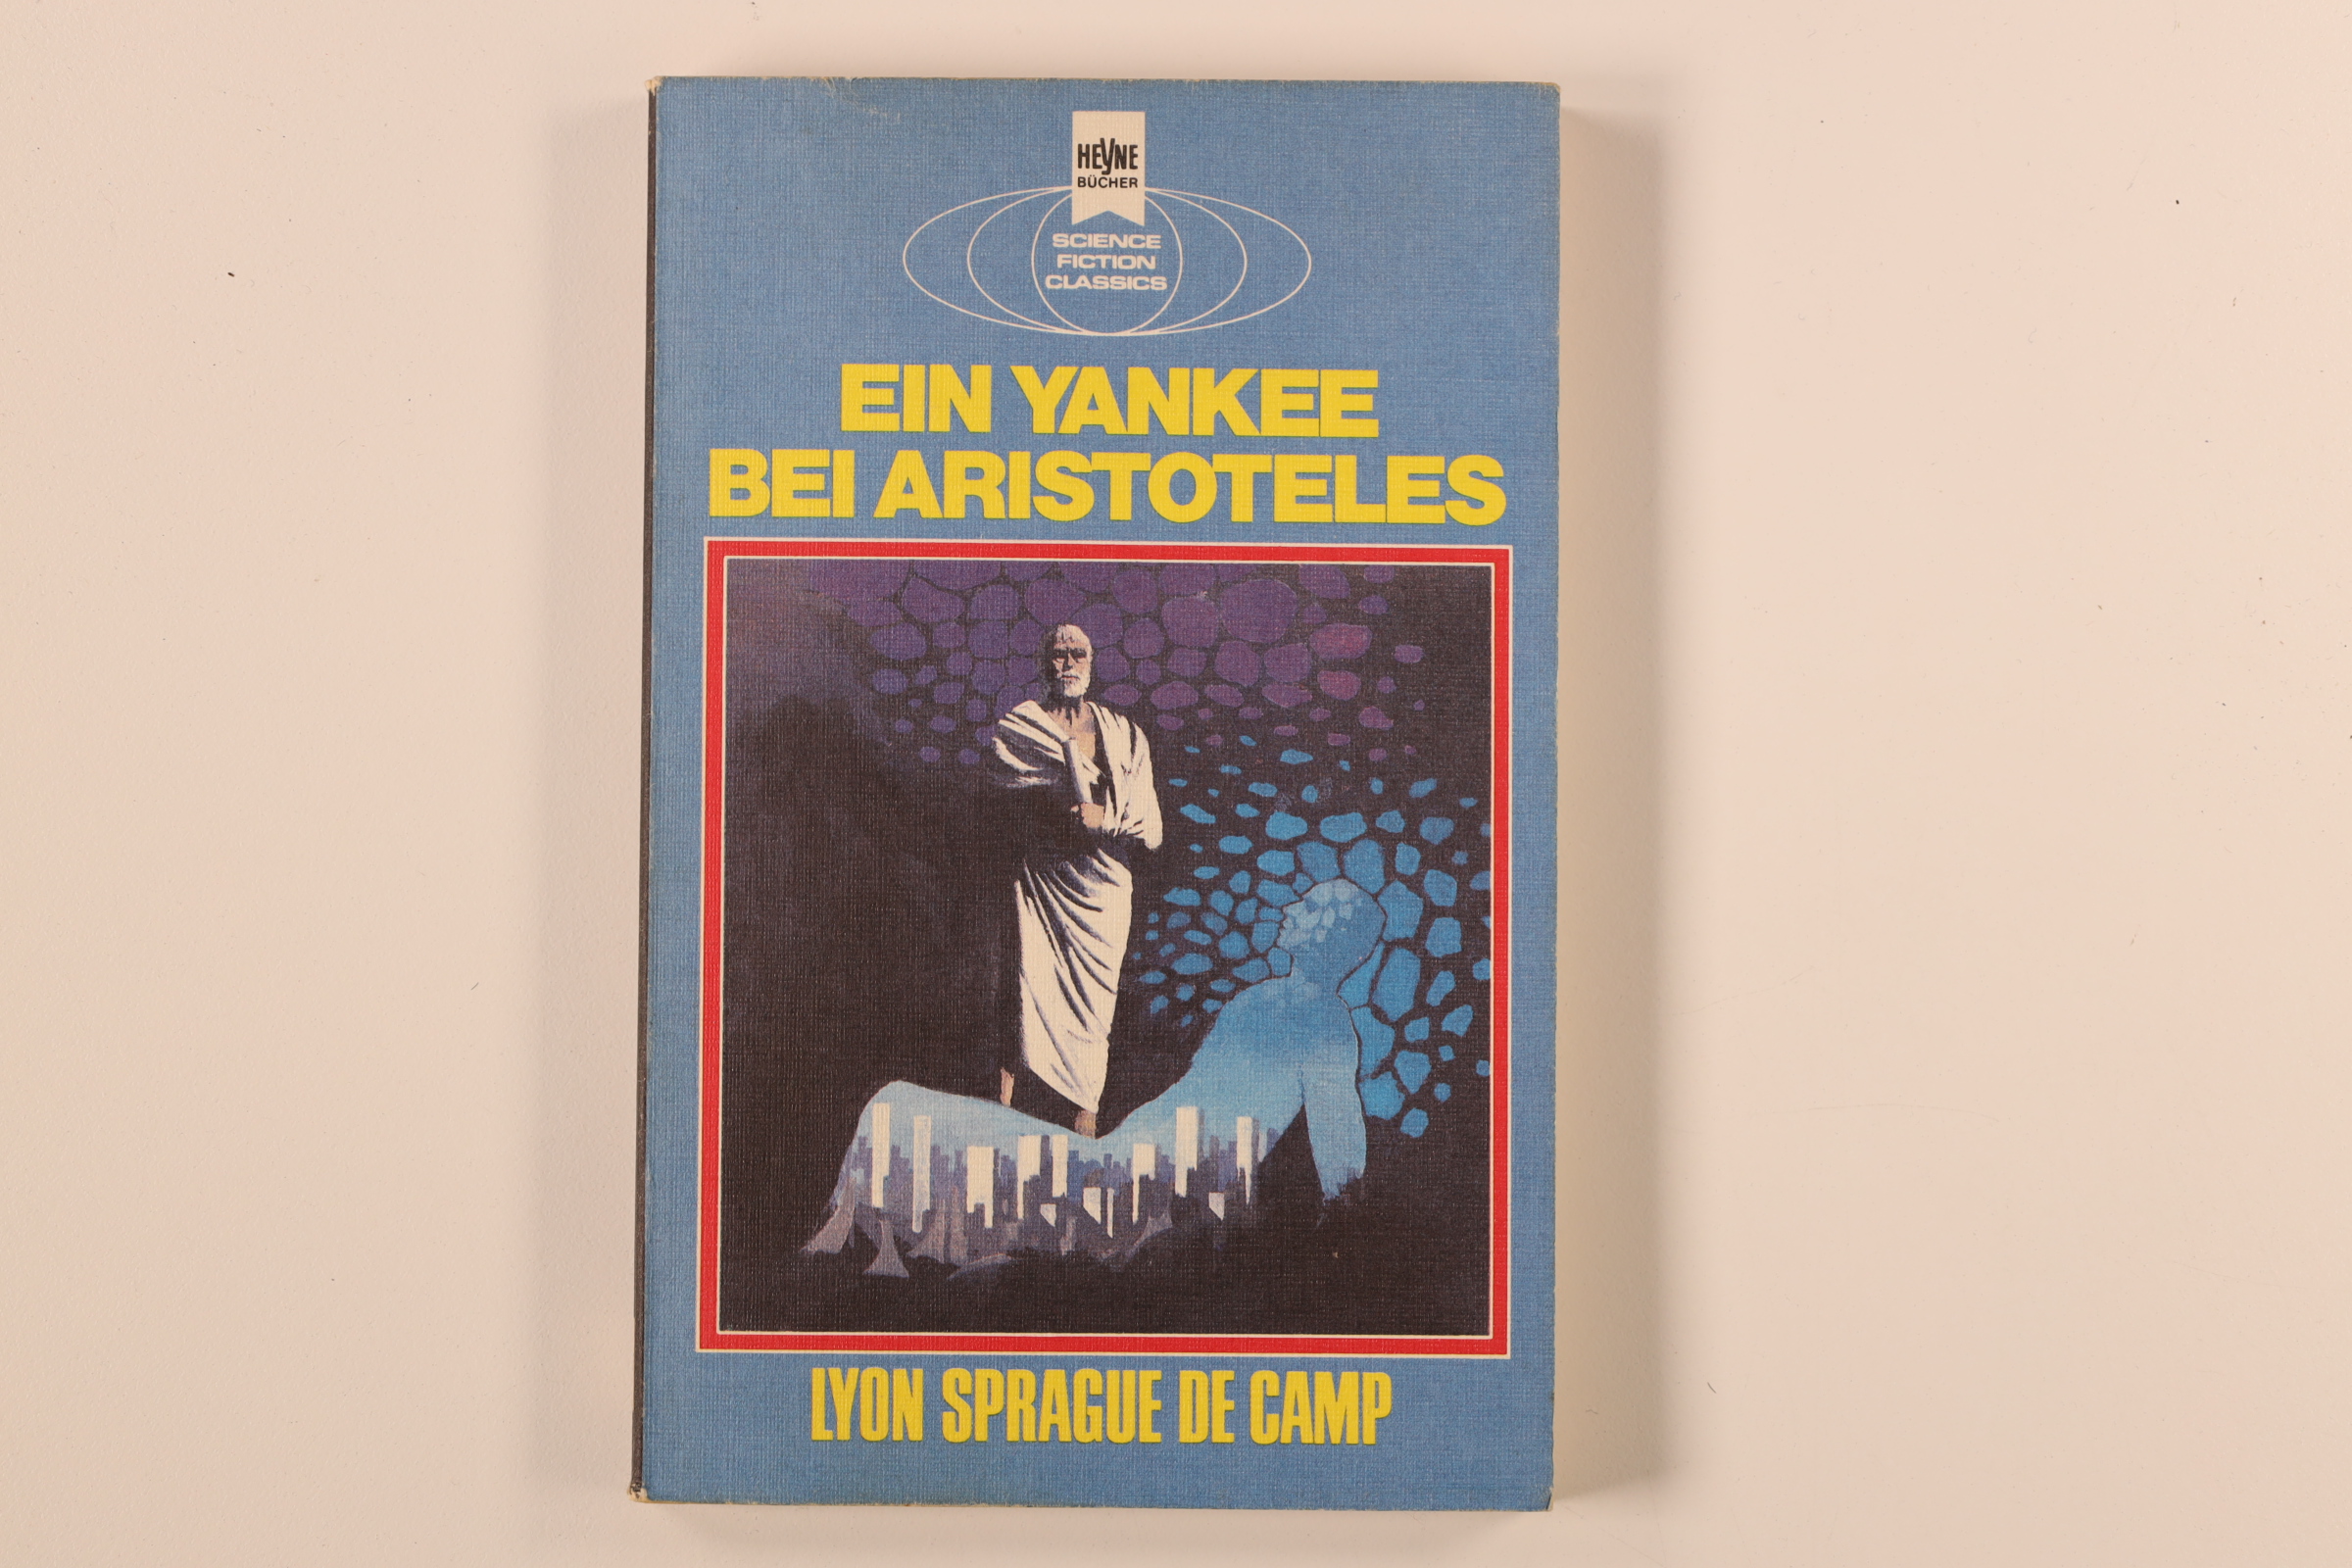 HEYNE
BÜCHER
SCIENCE
FICTION
CLASSICS
EIN YANKEE
BEI ARISTOTELES
LYON SPRAGUE DE CAMP